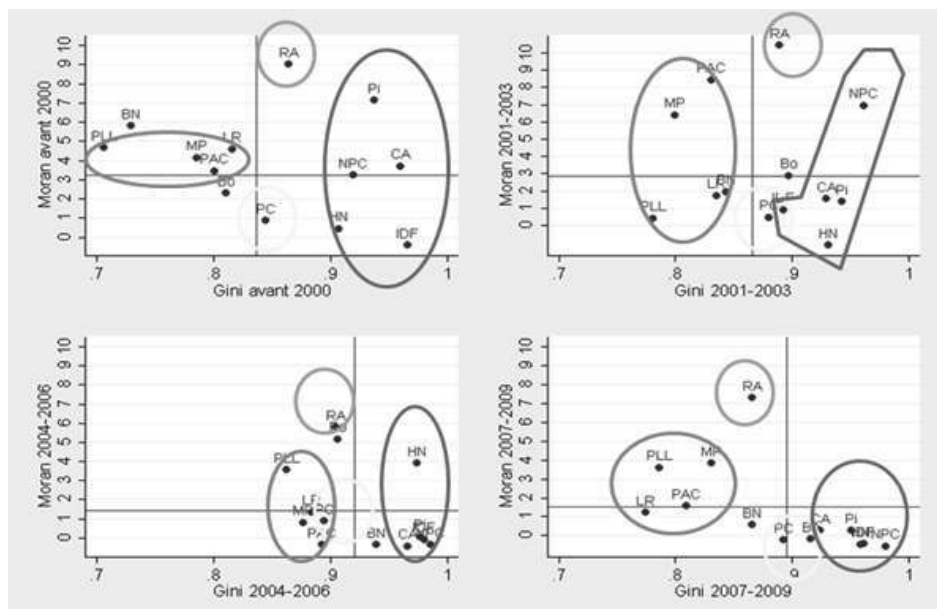 Moran avant 2000
10
9
8
7
6
5
4
3
2
1
0
RA
Pi
BN
PLL
MP
LR
PAC
NPC
CA
Bo
PC
HN
IDF
.7
.8
.9
1
Gini avant 2000
Moran 2001-2003
10
9
8
7
6
5
4
3
2
1
0
RA
PAC
MP
NPC
Bo
BN
CA
Pi
PLL
HN
.7
.8
.9
1
Gini 2001-2003
Moran 2004-2006
10
9
8
7
6
5
4
3
2
1
0
RA
PLL
HN
PAC
BN
CA
.7
.8
.9
1
Gini 2004-2006
Moran 2007-2009
10
9
8
7
6
5
4
3
2
1
0
RA
PLL
MP
LR
PAC
BN
PC
CA
Pi
NPC
.7
.8
.9
1
Gini 2007-2009